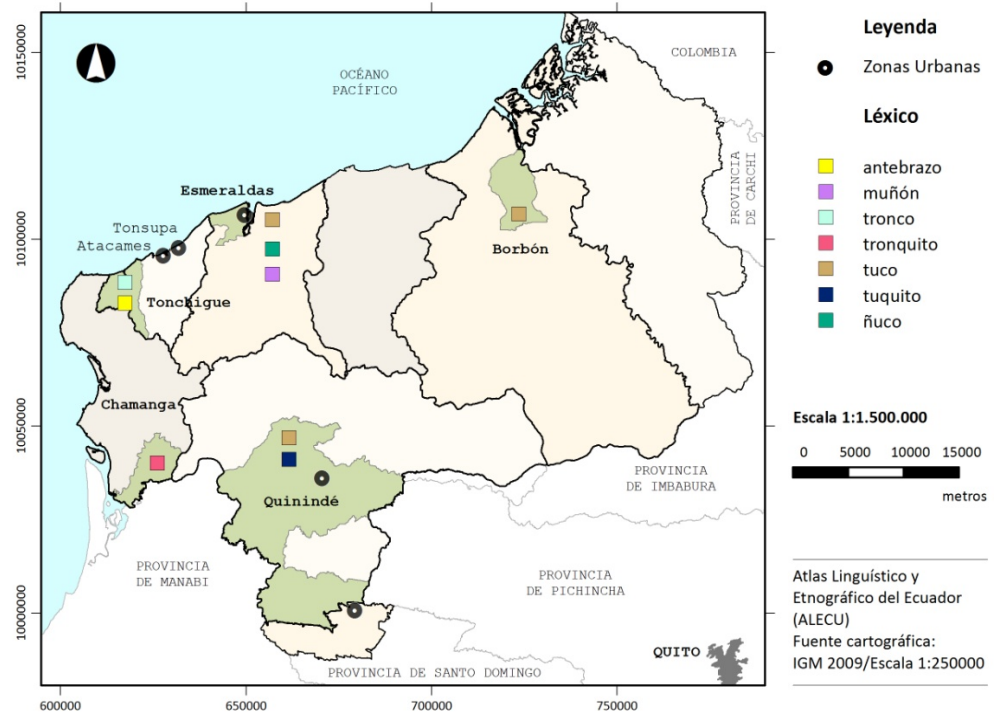 Leyenda
Zonas Urbanas
Léxico
antebrazo
muñón
tronco
tronquito
tuco
tuquito
ñuco
Escala 1:1.500.000
0 5000 10000 15000
metros
Atlas Linguístico y
Etnográfico del Ecuador
(ALECU)
Fuente cartográfica:
IGM 2009/Escala 1:250000
COLOMBIA
OCÉANO
PACÍFICO
PROVINCIA
DE CARCHI
Esmeraldas
Tonsupa
Atacames
Borbón
Tonchigue
Chamanga
Quinindé
PROVINCIA
DE IMBABURA
PROVINCIA
DE MANABI
PROVINCIA
DE PICHINCHA
QUITO
PROVINCIA DE SANTO DOMINGO
10150000
10100000
10050000
10000000
600000 650000 700000 750000